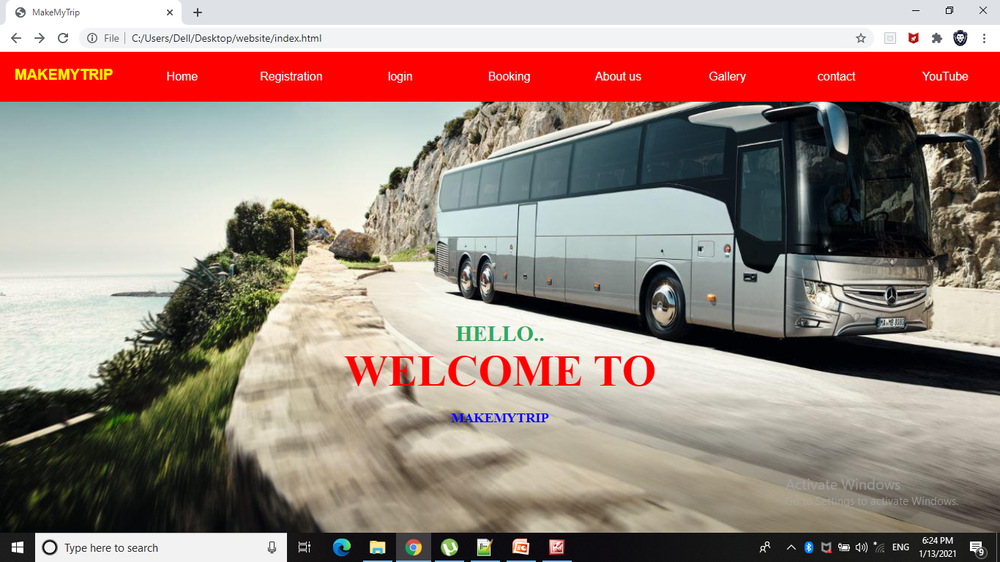 MakeMyTrip
File
C:/Users/Dell/Desktop/website/index.html
MAKEMYTRIP
Home
Registration
login
Booking
About us
Gallery
contact
YouTube
HELLO..
WELCOME TO
MAKEMYTRIP
Activate Windows
Go to Settings to activate Windows.
Type here to search
ENG
6:24 PM
1/13/2021
9